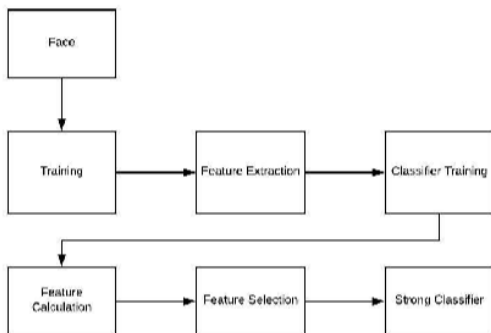 Face
Training
Feature Extraction
Classifier Training
Feature
Calculation
Feature Selection
Strong Classifier